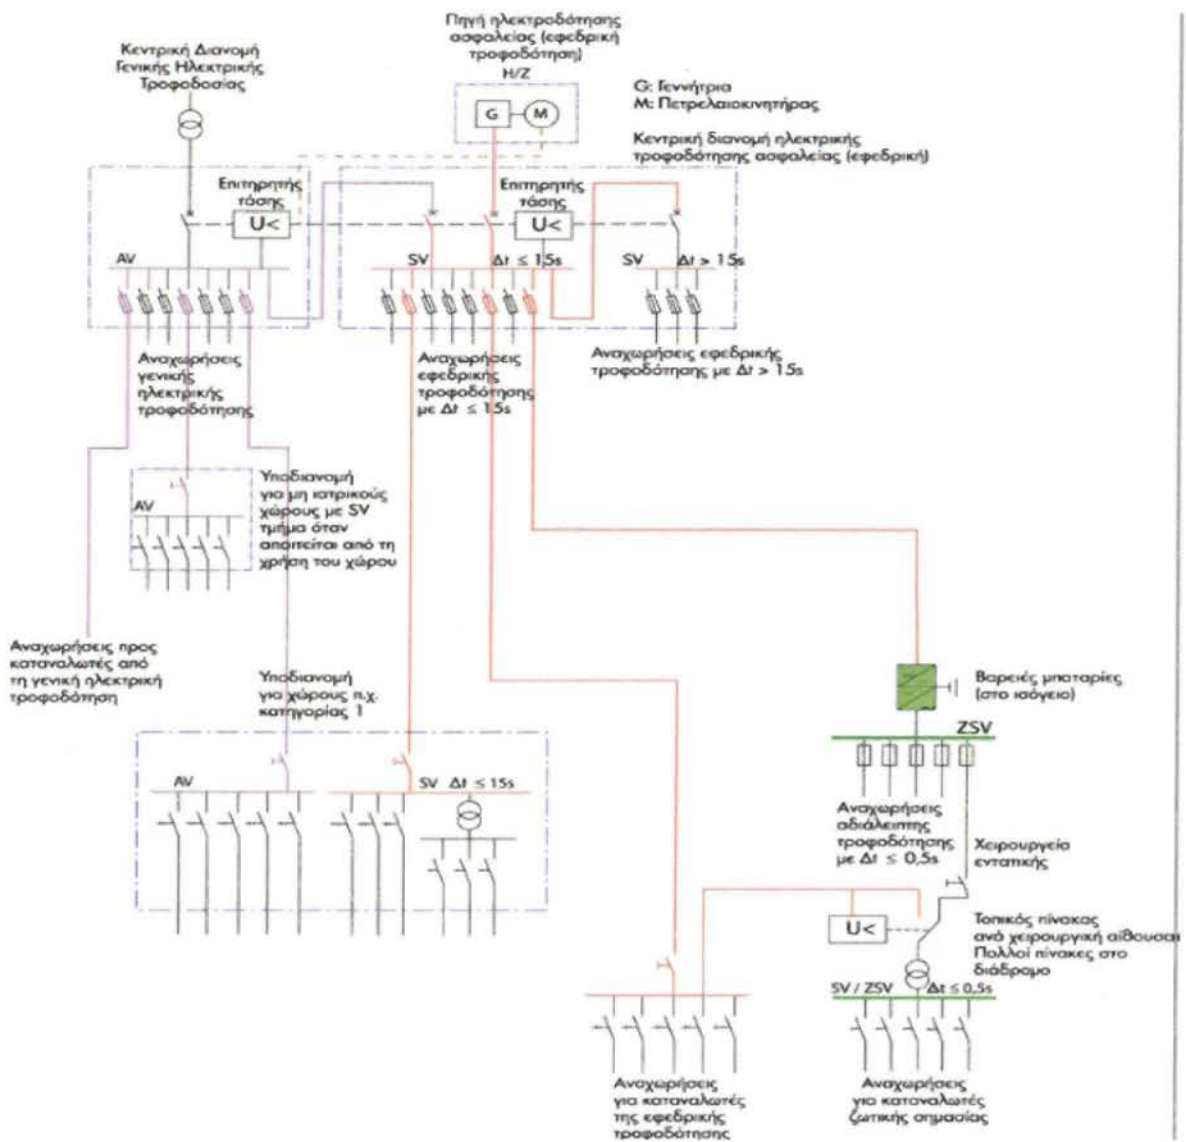 Πηγή ηλεκτροδότησης
ασφαλείας (εφεδρική
τροφοδότηση)
Η/Ζ
Κεντρική Διανομή
Γενικής Ηλεκτρικής
Τροφοδοσίας
G
M
G: Γεννήτρια
M: Πετρελαιοκινητήρας
Κεντρική διανομή ηλεκτρικής
τροφοδότησης ασφαλείας (εφεδρική)
Επιτηρητής
τάσης
U<
Επιτηρητής
τάσης
U<
AV
SV
Δt ≤ 15s
SV
Δt > 15s
Αναχωρήσεις
γενικής
ηλεκτρικής
τροφοδότησης
Αναχωρήσεις
εφεδρικής
τροφοδότησης
με Δt ≤ 15s
Αναχωρήσεις εφεδρικής
τροφοδότησης με Δt > 15s
AV
Υποδιανομή
για μη ιατρικούς
χώρους με SV
τμήμα όταν
απαιτείται από τη
χρήση του χώρου
Αναχωρήσεις προς
καταναλωτές από
τη γενική ηλεκτρική
τροφοδότηση
Υποδιανομή
για χώρους π.χ.
κατηγορίας 1
AV
SV Δt ≤ 15s
Βαρειές μπαταρίες
(στο ισόγειο)
ZSV
Αναχωρήσεις
αδιάλειπτης
τροφοδότησης
με Δt ≤ 0,5s
Χειρουργεία
εντατικής
U<
Τοπικός πίνακας
ανά χειρουργική αίθουσαι
Πολλοί πίνακες στο
διάδρομο
SV / ZSV
Δt ≤ 0,5s
Αναχωρήσεις
για καταναλωτές
της εφεδρικής
τροφοδότησης
Αναχωρήσεις
για καταναλωτές
ζωτικής σημασίας